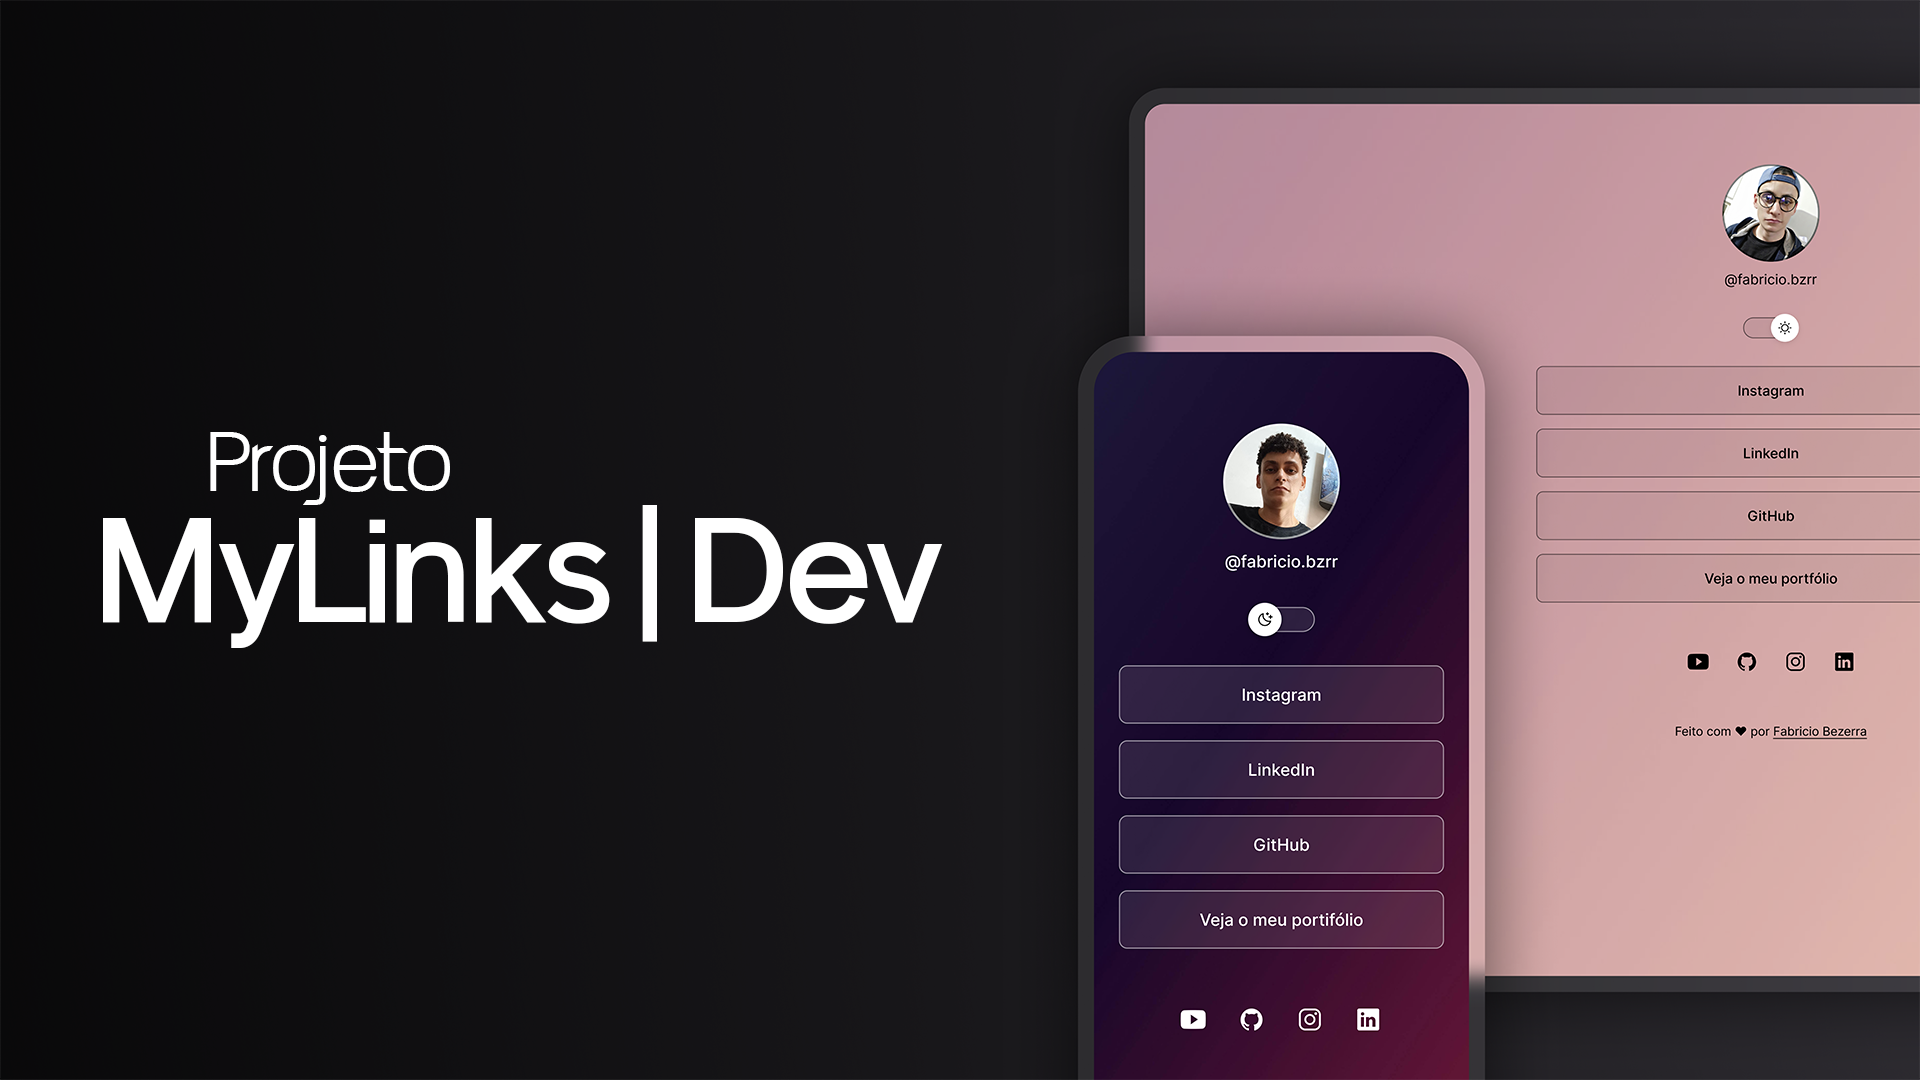 Projeto
MyLinks|Dev
@fabricio.bzrr
Instagram
LinkedIn
GitHub
Veja o meu portifólio
@fabricio.bzrr
Instagram
LinkedIn
GitHub
Veja o meu portfólio
Feito com ♥ por Fabricio Bezerra